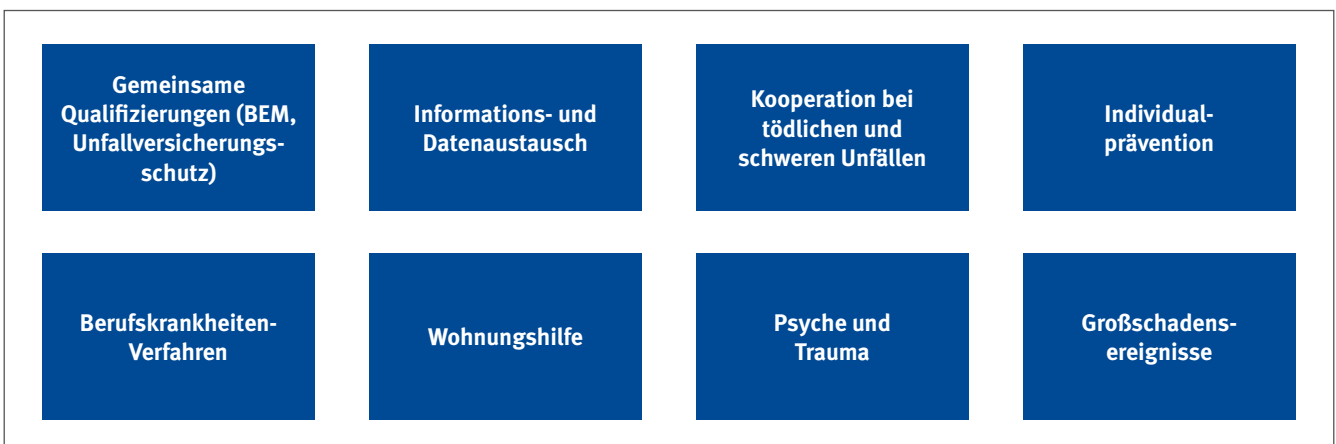 Gemeinsame
Qualifizierungen (BEM,
Unfallversicherungs-
schutz)
Informations- und
Datenaustausch
Kooperation bei
tödlichen und
schweren Unfällen
Individual-
prävention
Berufskrankheiten-
Verfahren
Wohnungshilfe
Psyche und
Trauma
Großschadens-
ereignisse